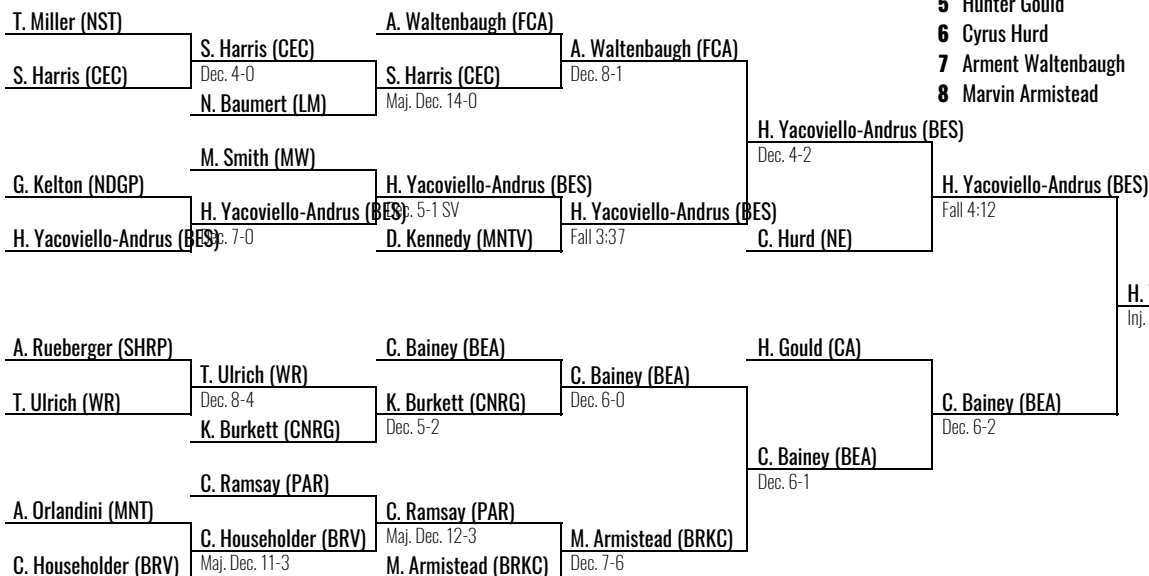 T. Miller (NST)
S. Harris (CEC)
G. Kelton (NDGP)
H. Yacoviello-Andrus (BES)
A. Rueberger (SHRP)
T. Ulrich (WR)
A. Orlandini (MNT)
C. Householder (BRV)
S. Harris (CEC)
Dec. 4-0
N. Baumert (LM)
M. Smith (MW)
H. Yacoviello-Andrus (BES)
Dec. 7-0
T. Ulrich (WR)
Dec. 8-4
K. Burkett (CNRG)
C. Ramsay (PAR)
C. Householder (BRV)
Maj. Dec. 11-3
A. Waltenbaugh (FCA)
S. Harris (CEC)
Maj. Dec. 14-0
H. Yacoviello-Andrus (BES)
Dec. 5-1 SV
D. Kennedy (MNTV)
C. Bainey (BEA)
K. Burkett (CNRG)
Dec. 5-2
C. Ramsay (PAR)
Maj. Dec. 12-3
M. Armistead (BRKC)
A. Waltenbaugh (FCA)
Dec. 8-1
H. Yacoviello-Andrus (BES)
Fall 3:37
C. Bainey (BEA)
Dec. 6-0
M. Armistead (BRKC)
Dec. 7-6
H. Yacoviello-Andrus (BES)
Dec. 4-2
C. Hurd (NE)
H. Gould (CA)
C. Bainey (BEA)
Dec. 6-1
H. Yacoviello-Andrus (BES)
Fall 4:12
C. Bainey (BEA)
Dec. 6-2
H.
Inj.
5 Hunter Gould
6 Cyrus Hurd
7 Arment Waltenbaugh
8 Marvin Armistead